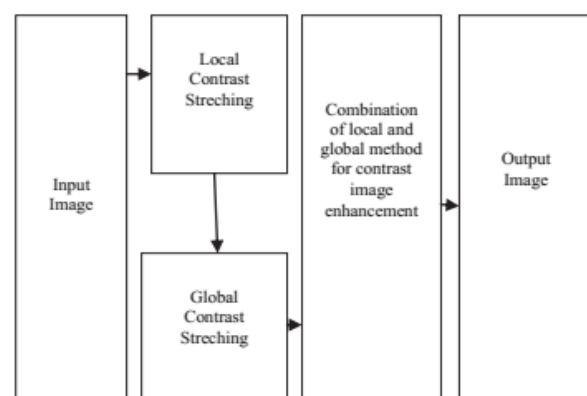 Input
Image
Local
Contrast
Streching
Global
Contrast
Streching
Combination
of local and
global method
for contrast
image
enhancement
Output
Image